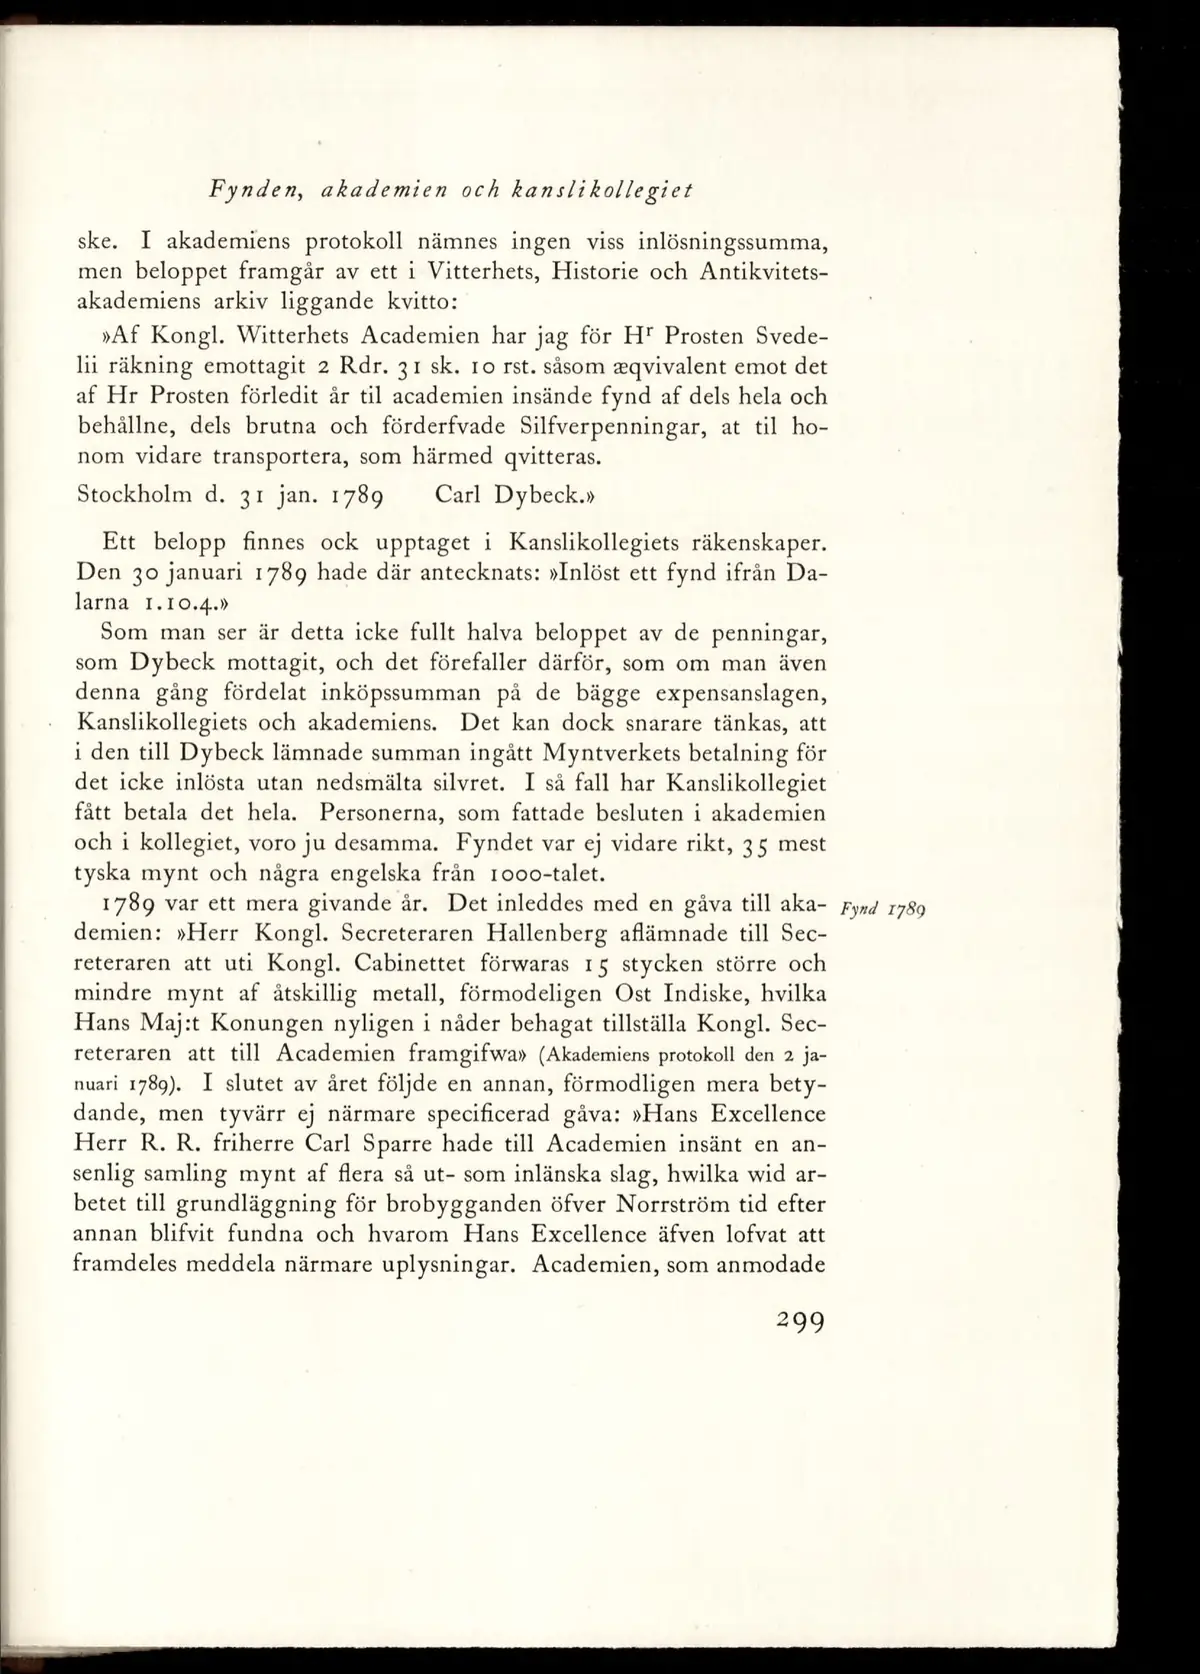 Fynden, akademien och kanslikollegiet
ske. I akademiens protokoll nämnes ingen viss inlösningssumma,
men beloppet framgår av ett i Vitterhets, Historie och Antikvitets-
akademiens arkiv liggande kvitto:
»Af Kongl. Witterhets Academien har jag för Hr Prosten Svede-
lii räkning emottagit 2 Rdr. 31 sk. 10 rst. såsom æqvivalent emot det
af Hr Prosten förledit år til academien insände fynd af dels hela och
behållne, dels brutna och förderfvade Silfverpenningar, at til ho-
nom vidare transportera, som härmed qvitteras.
Stockholm d. 31 jan. 1789 Carl Dybeck.»
Ett belopp finnes ock upptaget i Kanslikollegiets räkenskaper.
Den 30 januari 1789 hade där antecknats: »Inlöst ett fynd ifrån Da-
larna 1.10.4.»
Som man ser är detta icke fullt halva beloppet av de penningar,
som Dybeck mottagit, och det förefaller därför, som om man även
denna gång fördelat inköpssumman på de bägge expensanslagen,
Kanslikollegiets och akademiens. Det kan dock snarare tänkas, att
i den till Dybeck lämnade summan ingått Myntverkets betalning för
det icke inlösta utan nedsmälta silvret. I så fall har Kanslikollegiet
fått betala det hela. Personerna, som fattade besluten i akademien
och i kollegiet, voro ju desamma. Fyndet var ej vidare rikt, 35 mest
tyska mynt och några engelska från 1000-talet.
1789 var ett mera givande år. Det inleddes med en gåva till aka- Fynd 1789
demien: »Herr Kongl. Secreteraren Hallenberg aflämnade till Sec-
reteraren att uti Kongl. Cabinettet förwaras 15 stycken större och
mindre mynt af åtskillig metall, förmodeligen Ost Indiske, hvilka
Hans Maj:t Konungen nyligen i nåder behagat tillställa Kongl. Sec-
reteraren att till Academien framgifwa» (Akademiens protokoll den 2 ja-
nuari 1789). I slutet av året följde en annan, förmodligen mera bety-
dande, men tyvärr ej närmare specificerad gåva: »Hans Excellence
Herr R. R. friherre Carl Sparre hade till Academien insänt en an-
senlig samling mynt af flera så ut- som inlänska slag, hwilka wid ar-
betet till grundläggning för brobygganden öfver Norrström tid efter
annan blifvit fundna och hvarom Hans Excellence äfven lofvat att
framdeles meddela närmare uplysningar. Academien, som anmodade
299